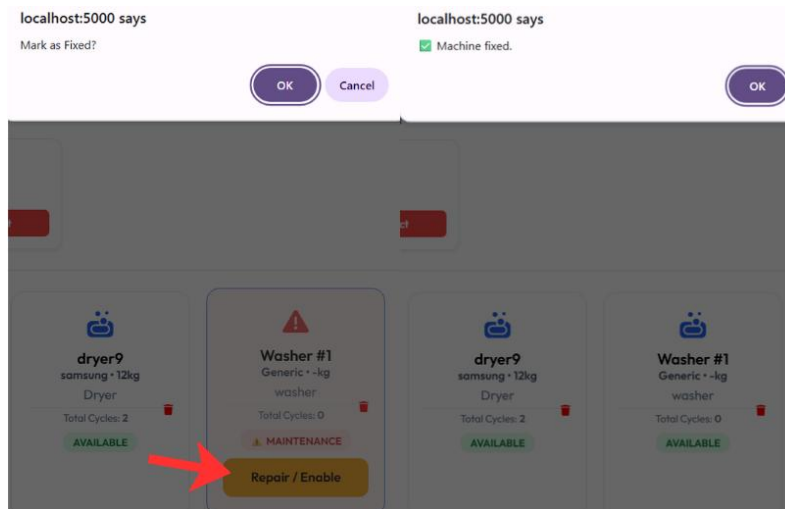 localhost:5000 says
Mark as Fixed?
OK
Cancel
dryer9
samsung • 12kg
Dryer
Total Cycles: 2
AVAILABLE
Washer #1
Generic • -kg
washer
Total Cycles: 0
⚠ MAINTENANCE
Repair / Enable
localhost:5000 says
✅ Machine fixed.
OK
ct
dryer9
samsung • 12kg
Dryer
Total Cycles: 2
AVAILABLE
Washer #1
Generic • -kg
washer
Total Cycles: 0
AVAILABLE